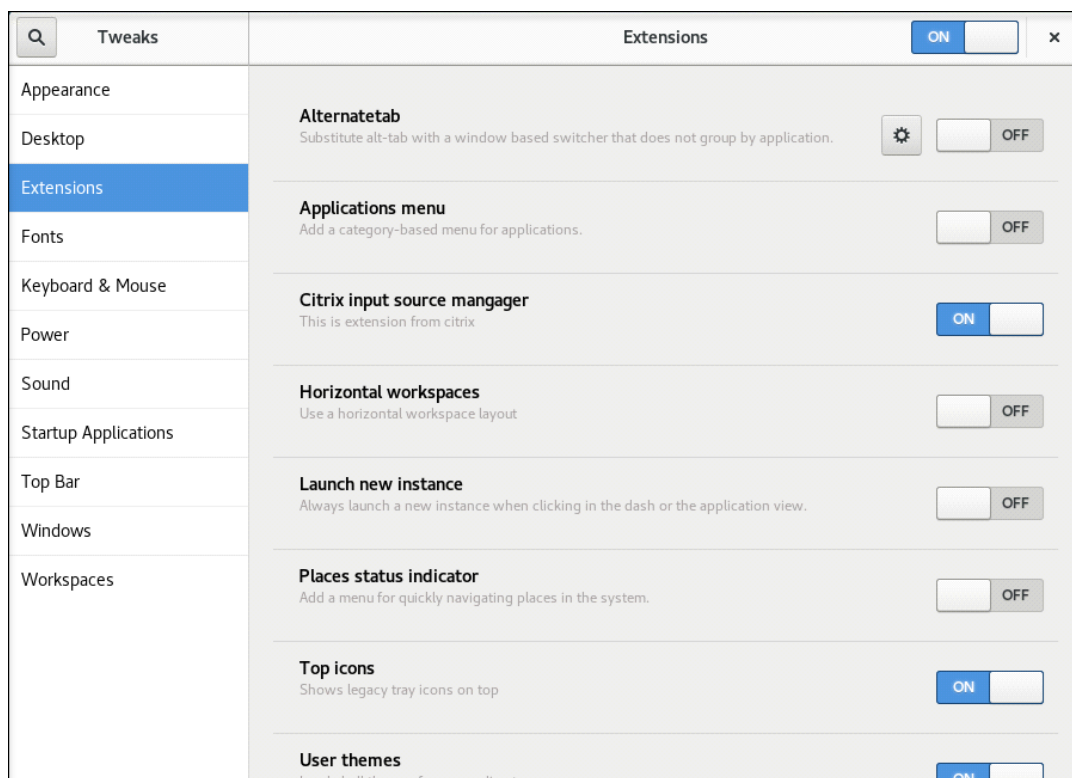 Tweaks
Extensions
ON
Appearance
Desktop
Extensions
Fonts
Keyboard & Mouse
Power
Sound
Startup Applications
Top Bar
Windows
Workspaces
Alternatetab
Substitute alt-tab with a window based switcher that does not group by application.
OFF
Applications menu
Add a category-based menu for applications.
OFF
Citrix input source mangager
This is extension from citrix
ON
Horizontal workspaces
Use a horizontal workspace layout
OFF
Launch new instance
Always launch a new instance when clicking in the dash or the application view.
OFF
Places status indicator
Add a menu for quickly navigating places in the system.
OFF
Top icons
Shows legacy tray icons on top
ON
User themes
ON